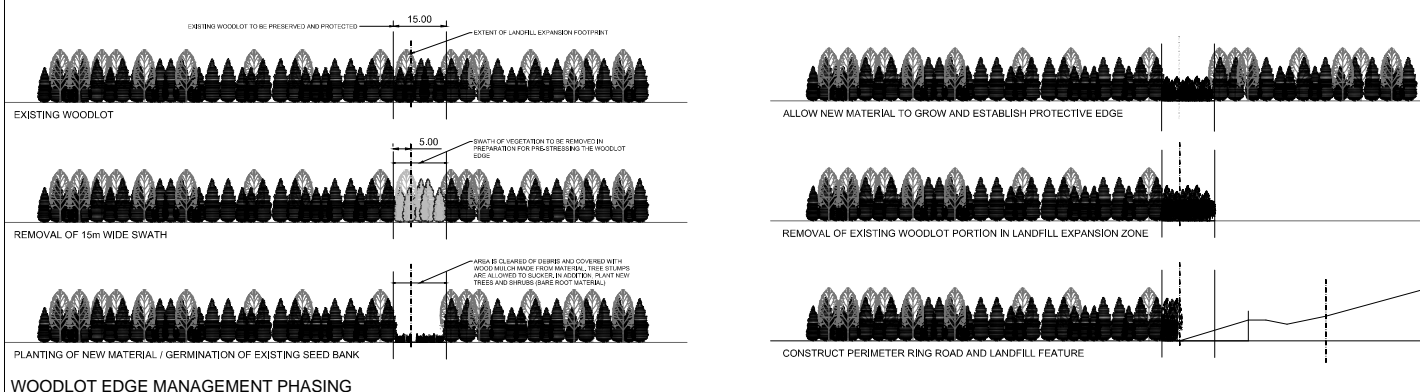 EXISTING WOODLOT TO BE PRESERVED AND PROTECTED
15.00
EXTENT OF LANDFILL EXPANSION FOOTPRINT
EXISTING WOODLOT
5.00
SWATH OF VEGETATION TO BE REMOVED IN
PREPARATION FOR PRE-STRESSING THE WOODLOT
EDGE
REMOVAL OF 15m WIDE SWATH
AREA IS CLEARED OF DEBRIS AND COVERED WITH
WOOD MULCH MADE FROM MATERIAL. TREE STUMPS
ARE ALLOWED TO SUCKER. IN ADDITION, PLANT NEW
TREES AND SHRUBS (BARE ROOT MATERIAL)
PLANTING OF NEW MATERIAL / GERMINATION OF EXISTING SEED BANK
ALLOW NEW MATERIAL TO GROW AND ESTABLISH PROTECTIVE EDGE
REMOVAL OF EXISTING WOODLOT PORTION IN LANDFILL EXPANSION ZONE
CONSTRUCT PERIMETER RING ROAD AND LANDFILL FEATURE
WOODLOT EDGE MANAGEMENT PHASING